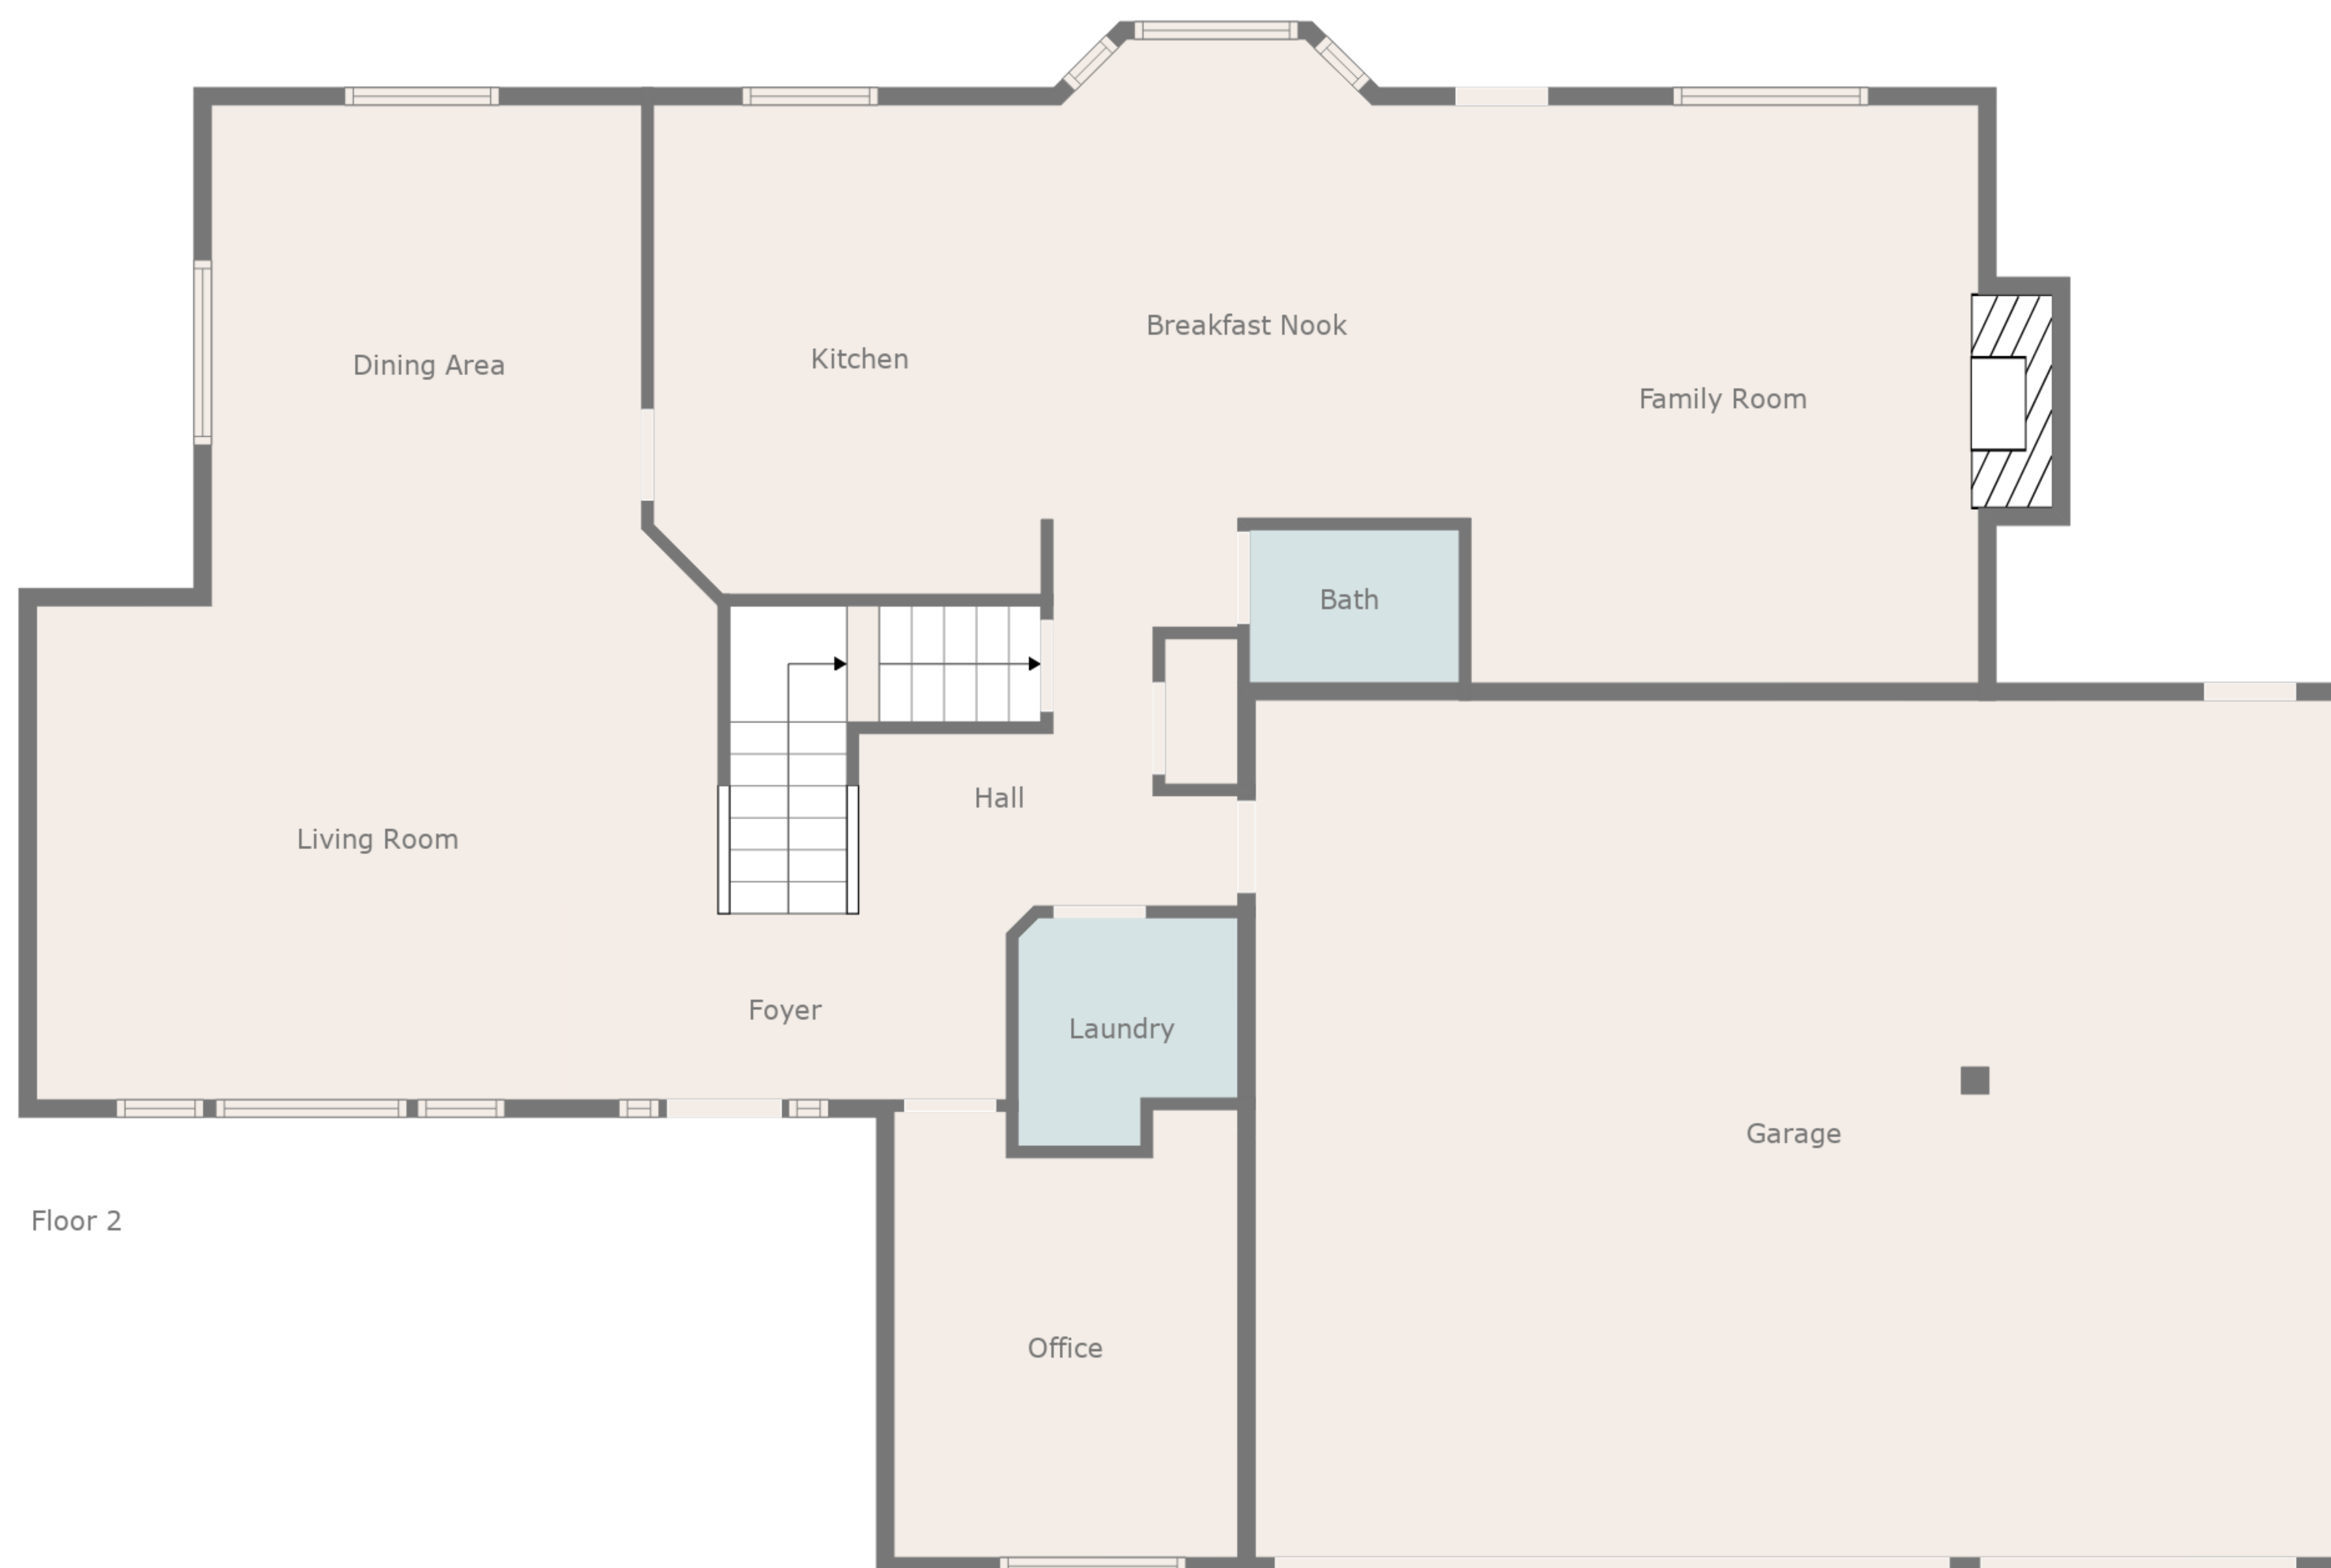 Breakfast Nook
Kitchen
Dining Area
Family Room
Bath
Hall
Living Room
Foyer
Laundry
Garage
Floor 2
Office